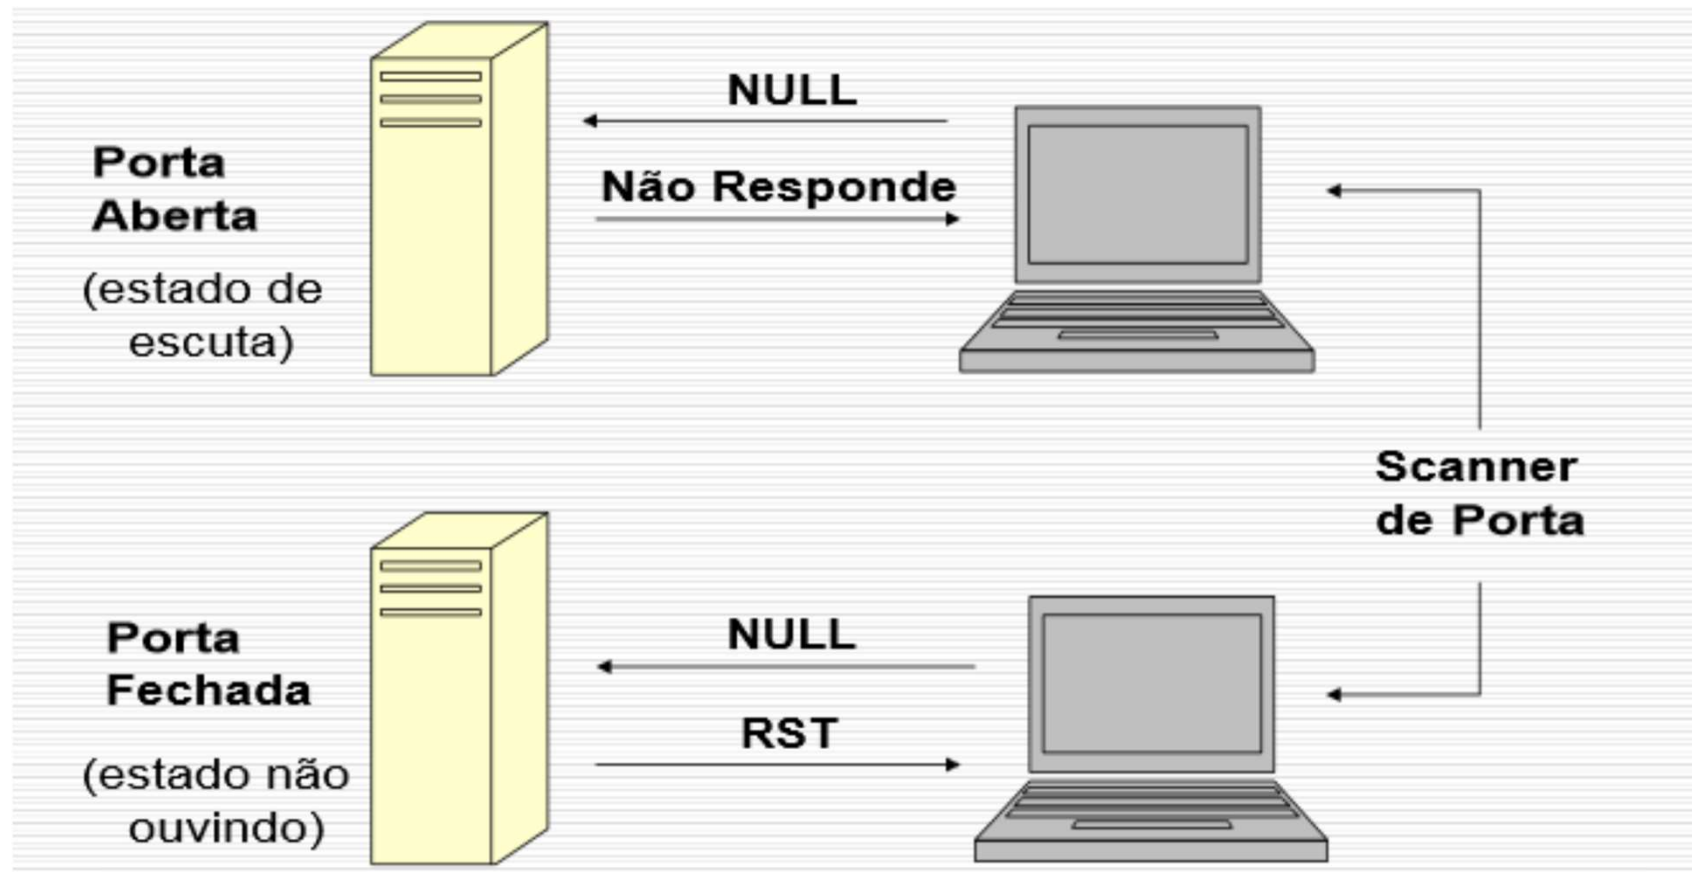 NULL
Não Responde
Porta
Aberta
(estado de
escuta)
Scanner
de Porta
NULL
RST
Porta
Fechada
(estado não
ouvindo)